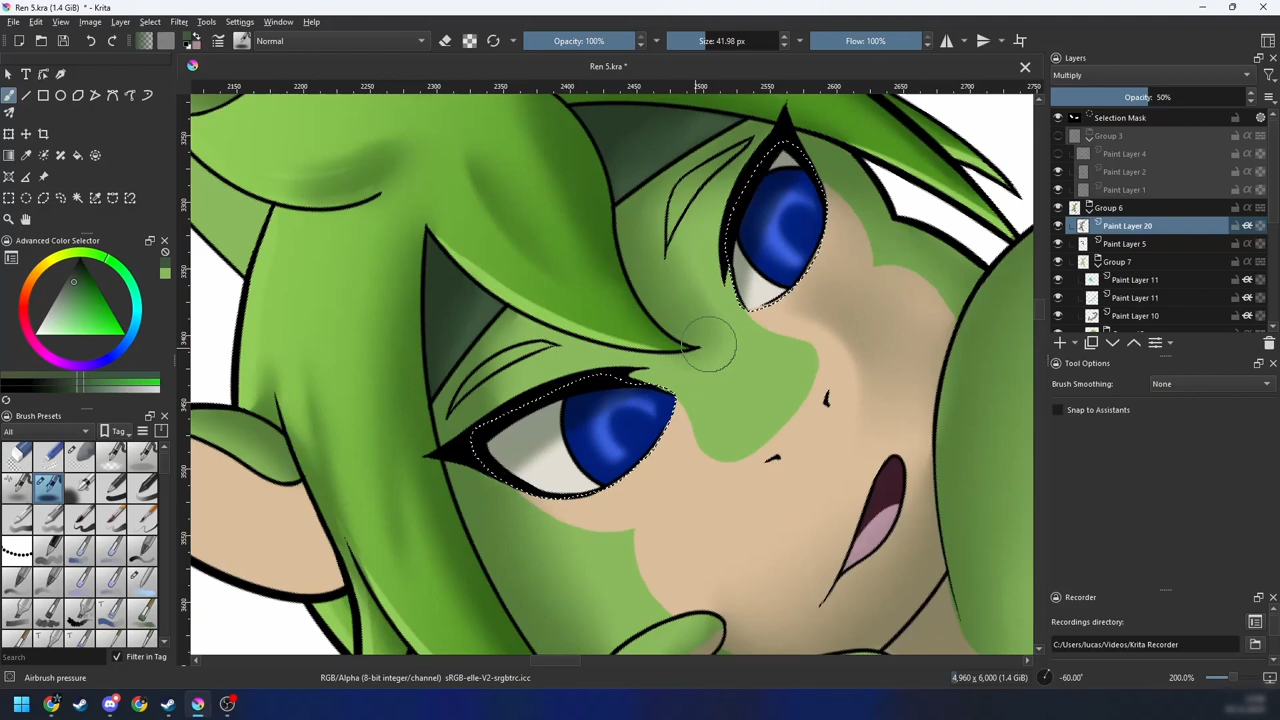 Ren 5.kra (1.4 GiB) * - Krita
File Edit View Image Layer Select Filter Tools Settings Window Help
Normal Opacity: 100% Size: 41.98 px Flow: 100%
Ren 5.kra *
2150 2200 2250 2300 2350 2400 2450 2500 2550 2600 2650 2700 2750
Layers
Multiply
Opacity: 50%
Selection Mask
Group 3
Paint Layer 4
Paint Layer 2
Paint Layer 1
Group 6
Paint Layer 20
Paint Layer 5
Group 7
Paint Layer 11
Paint Layer 11
Paint Layer 10
Advanced Color Selector
Tool Options
Brush Smoothing: None
Snap to Assistants
Brush Presets
All Tag
Recorder
Recordings directory:
C:/Users/lucas/Videos/Krita Recorder
Search Filter in Tag
Airbrush pressure RGB/Alpha (8-bit integer/channel) sRGB-elle-V2-srgbtrc.icc 4,960 x 6,000 (1.4 GiB) -60.00° 200.0%